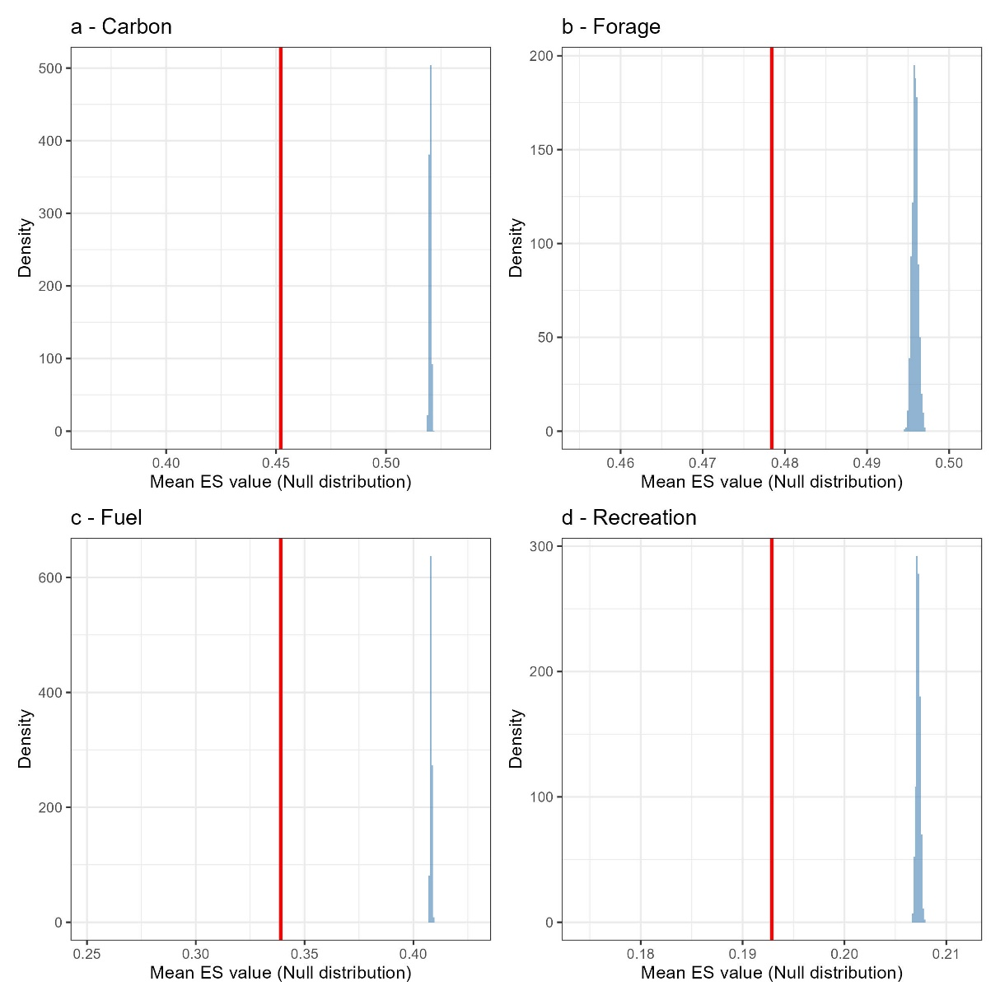 a - Carbon
500
400
300
200
100
0
Density
0.40 0.45 0.50
Mean ES value (Null distribution)
b - Forage
200
150
100
50
0
Density
0.46 0.47 0.48 0.49 0.50
Mean ES value (Null distribution)
c - Fuel
600
400
200
0
Density
0.25 0.30 0.35 0.40
Mean ES value (Null distribution)
d - Recreation
300
200
100
0
Density
0.18 0.19 0.20 0.21
Mean ES value (Null distribution)